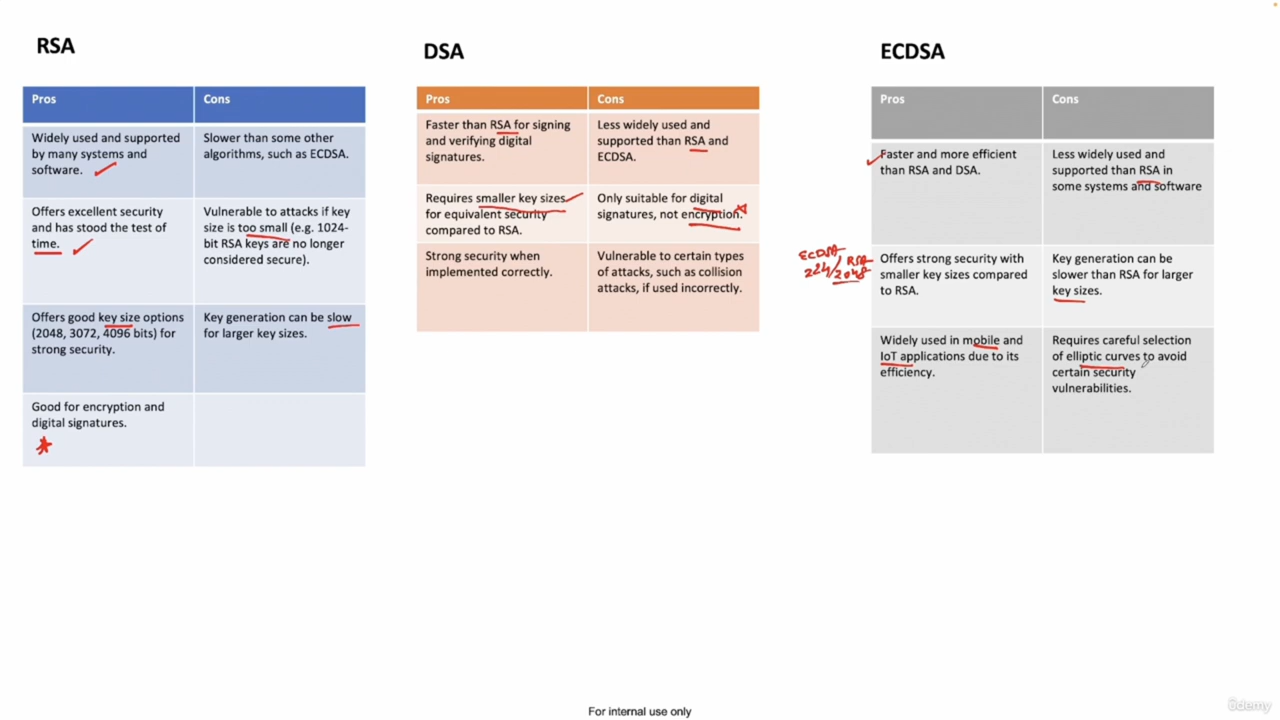 RSA
Pros
Cons
Widely used and supported
by many systems and
software.
Slower than some other
algorithms, such as ECDSA.
Offers excellent security
and has stood the test of
time.
Vulnerable to attacks if key
size is too small (e.g. 1024-
bit RSA keys are no longer
considered secure).
Offers good key size options
(2048, 3072, 4096 bits) for
strong security.
Key generation can be slow
for larger key sizes.
Good for encryption and
digital signatures.
DSA
Pros
Cons
Faster than RSA for signing
and verifying digital
signatures.
Less widely used and
supported than RSA and
ECDSA.
Requires smaller key sizes
for equivalent security
compared to RSA.
Only suitable for digital
signatures, not encryption.
Strong security when
implemented correctly.
Vulnerable to certain types
of attacks, such as collision
attacks, if used incorrectly.
ECDSA
Pros
Cons
Faster and more efficient
than RSA and DSA.
Less widely used and
supported than RSA in
some systems and software
ECDSA RSA
224/2048
Offers strong security with
smaller key sizes compared
to RSA.
Key generation can be
slower than RSA for larger
key sizes.
Widely used in mobile and
IoT applications due to its
efficiency.
Requires careful selection
of elliptic curves to avoid
certain security
vulnerabilities.
For internal use only
ûdemy